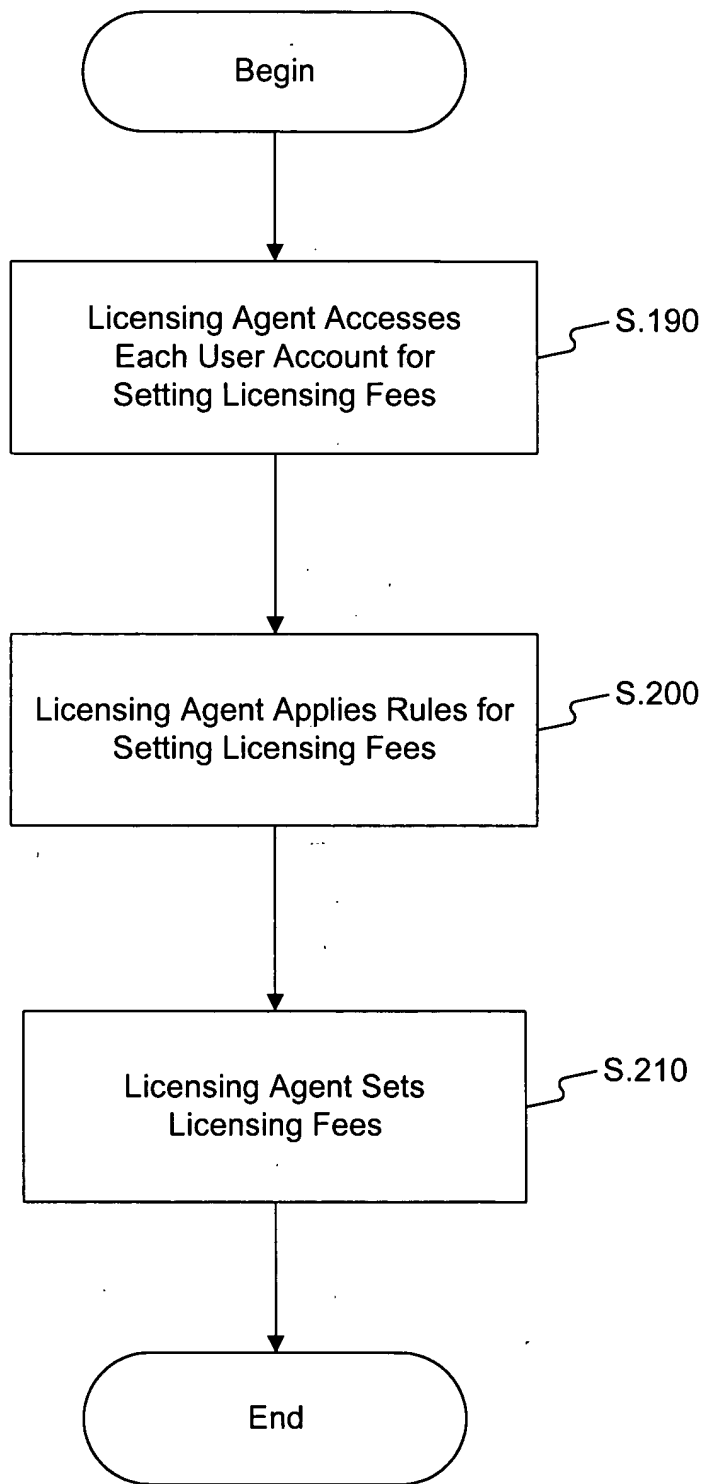 Begin
Licensing Agent Accesses
Each User Account for
Setting Licensing Fees
S.190
Licensing Agent Applies Rules for
Setting Licensing Fees
S.200
Licensing Agent Sets
Licensing Fees
S.210
End